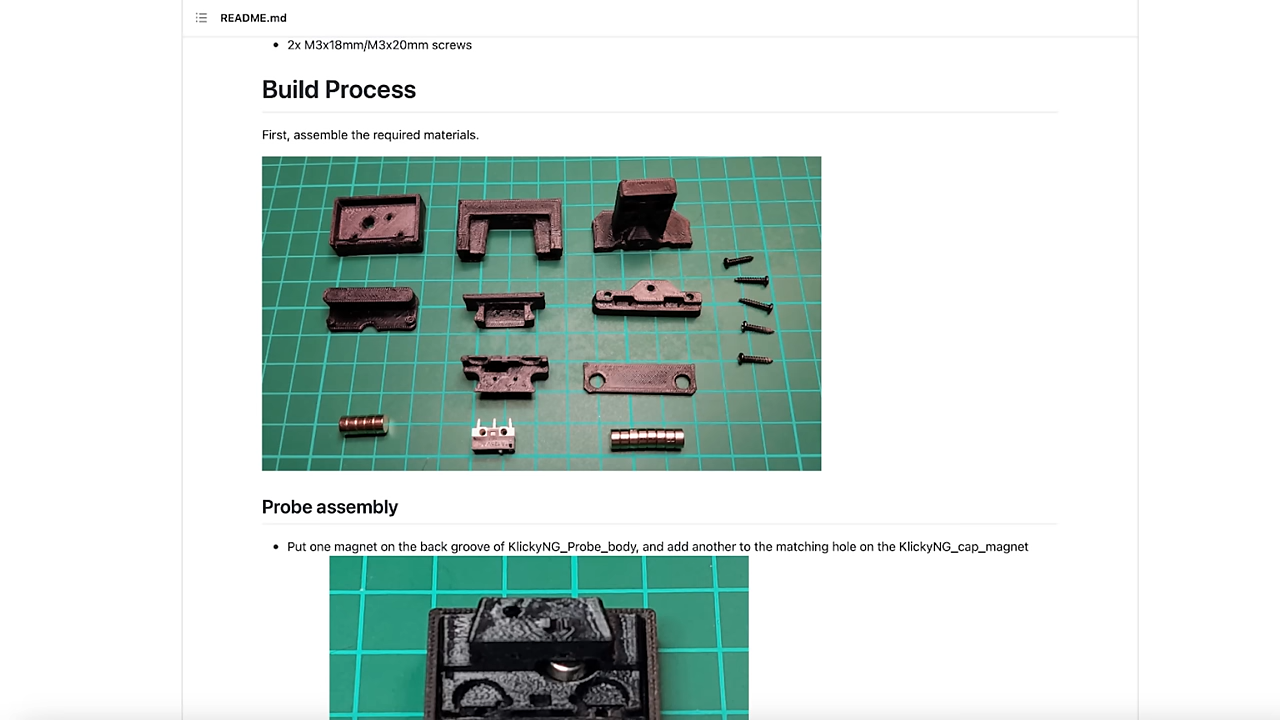 README.md
2x M3x18mm/M3x20mm screws
Build Process
First, assemble the required materials.
Probe assembly
Put one magnet on the back groove of KlickyNG_Probe_body, and add another to the matching hole on the KlickyNG_cap_magnet